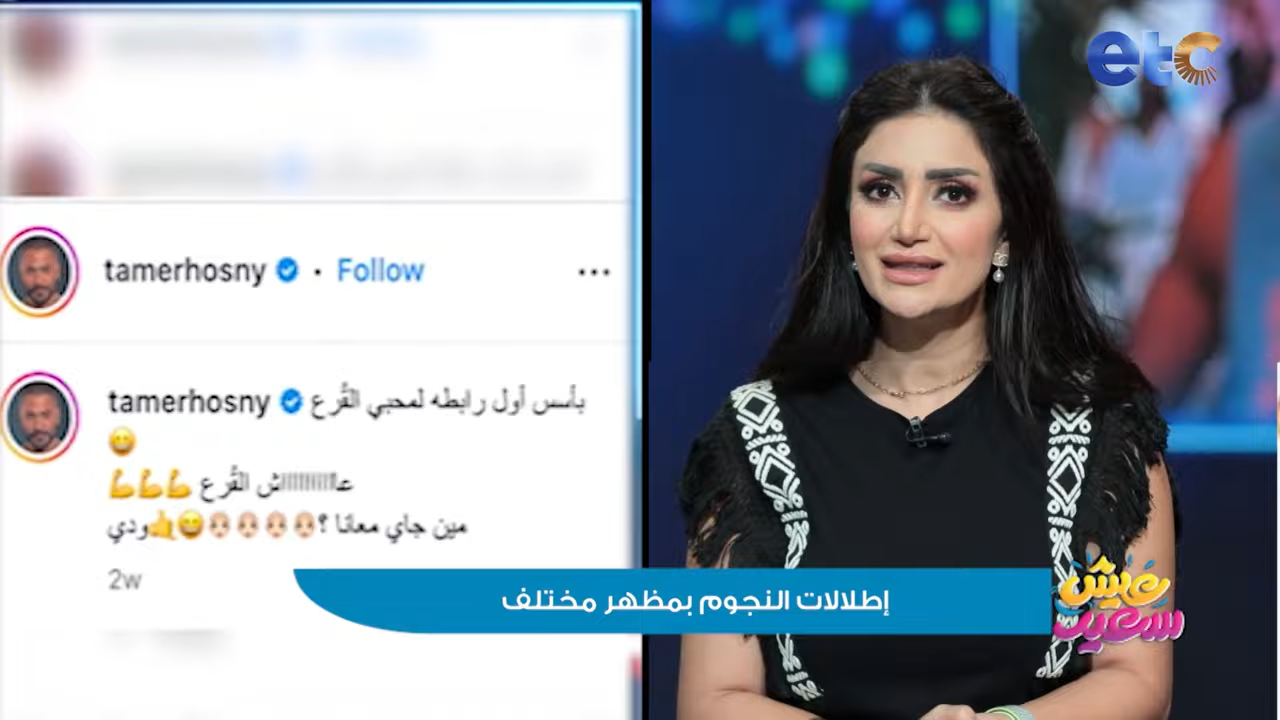 etc
tamerhosny • Follow
tamerhosny بأسس أول رابطه لمحبي القُرع
😄
عاااااااااش القُرع 💪💪💪
مين جاي معانا ؟👨🏻‍🦲👨🏻‍🦲👨🏻‍🦲👨🏻‍🦲😄🤙ودي
2w
إطلالات النجوم بمظهر مختلف
عيش
سعيد